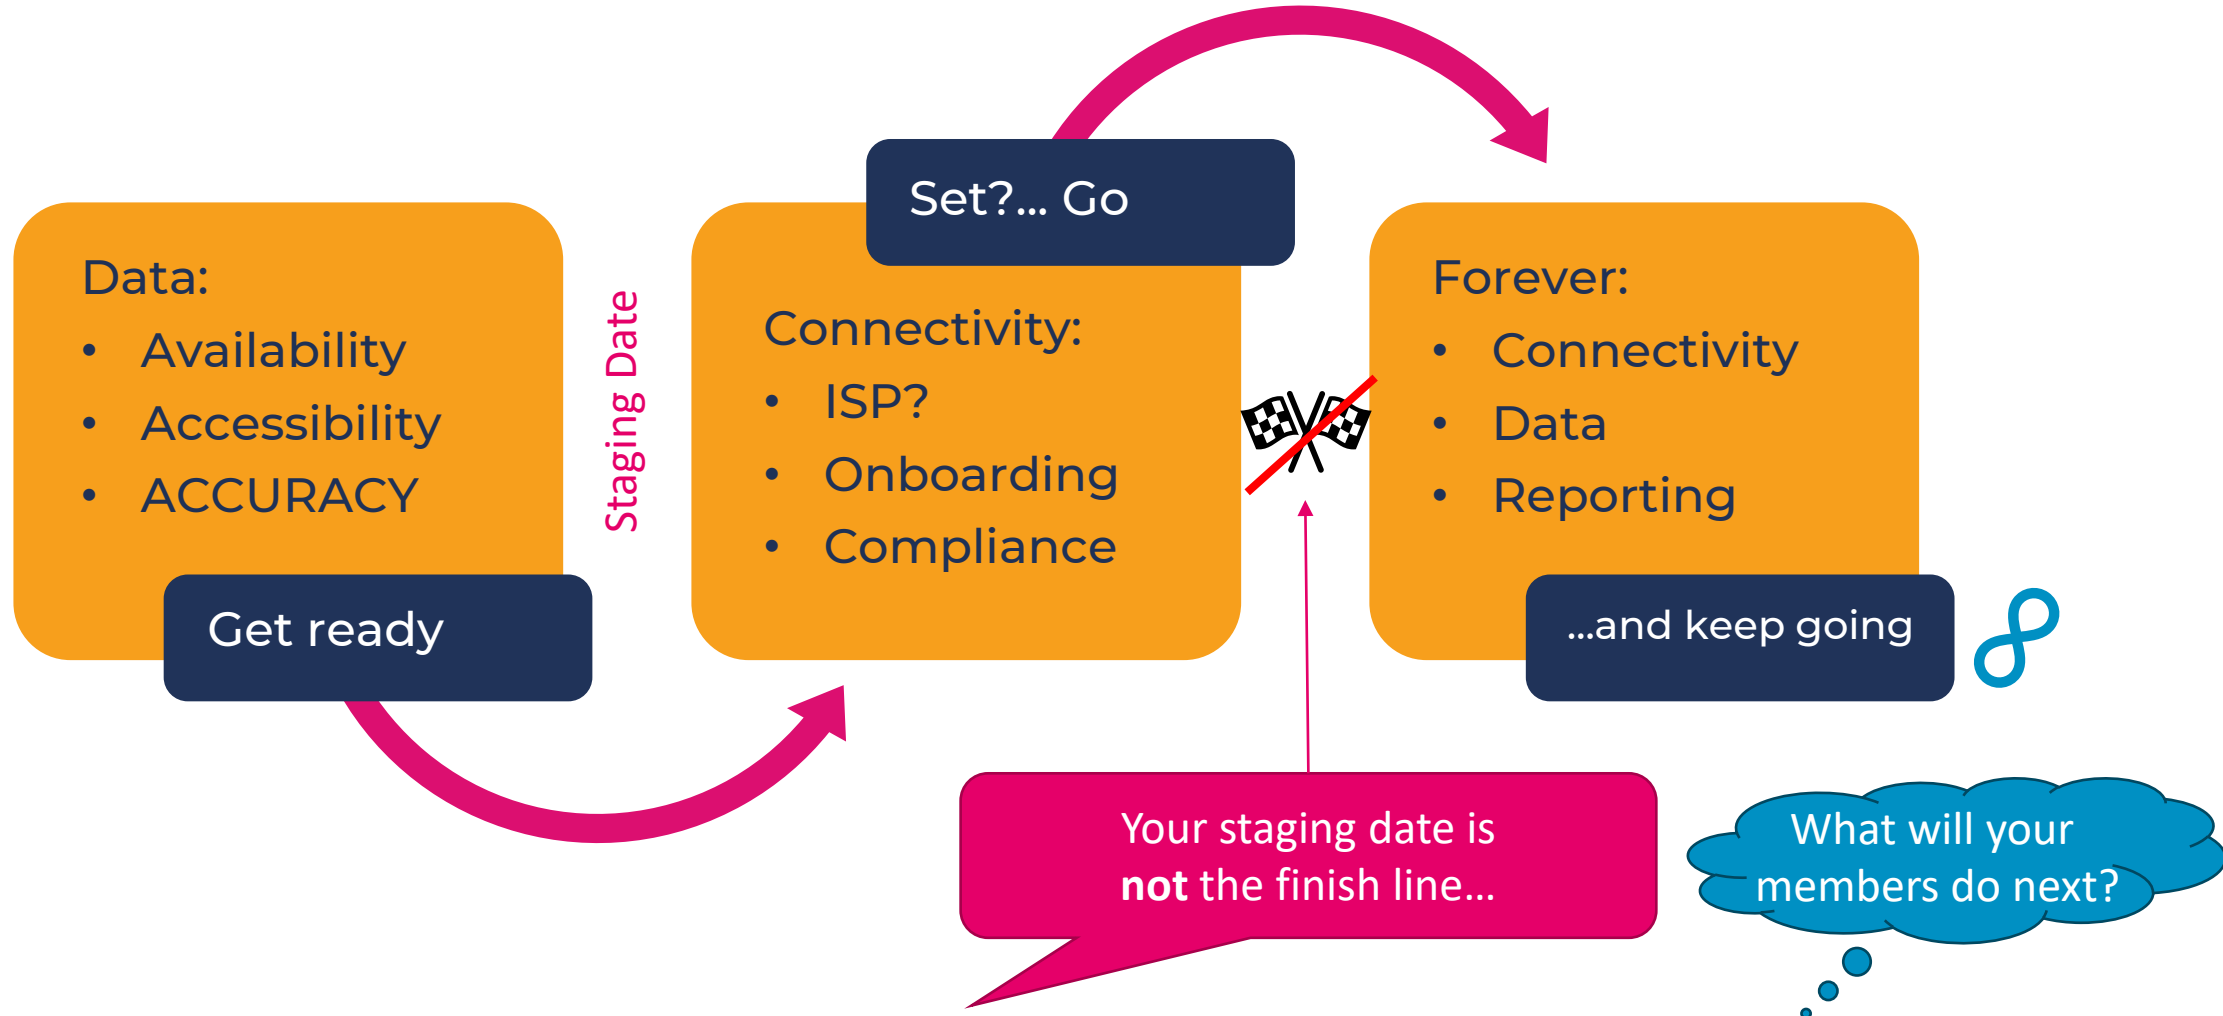 Data:
• Availability
• Accessibility
• ACCURACY
Get ready
Staging Date
Set?... Go
Connectivity:
• ISP?
• Onboarding
• Compliance
Forever:
• Connectivity
• Data
• Reporting
...and keep going
Your staging date is
not the finish line...
What will your
members do next?